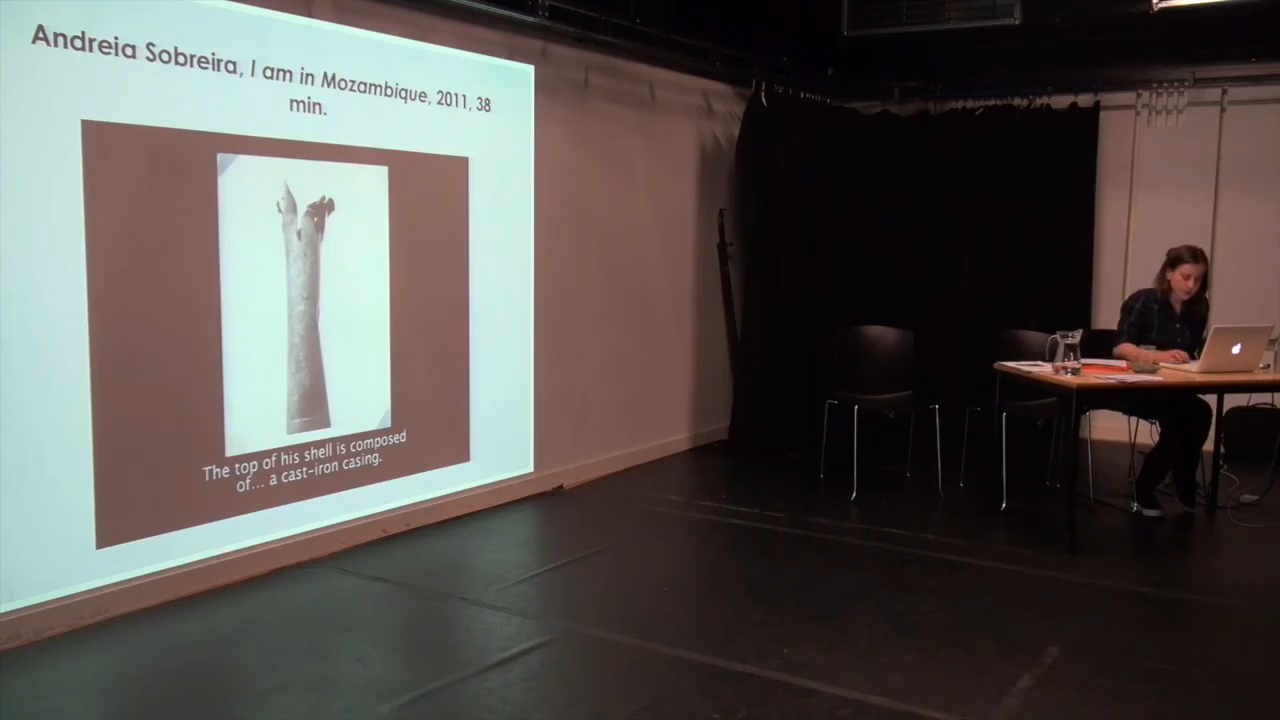 Andreia Sobreira, I am in Mozambique, 2011, 38
min.
The top of his shell is composed
of... a cast-iron casing.